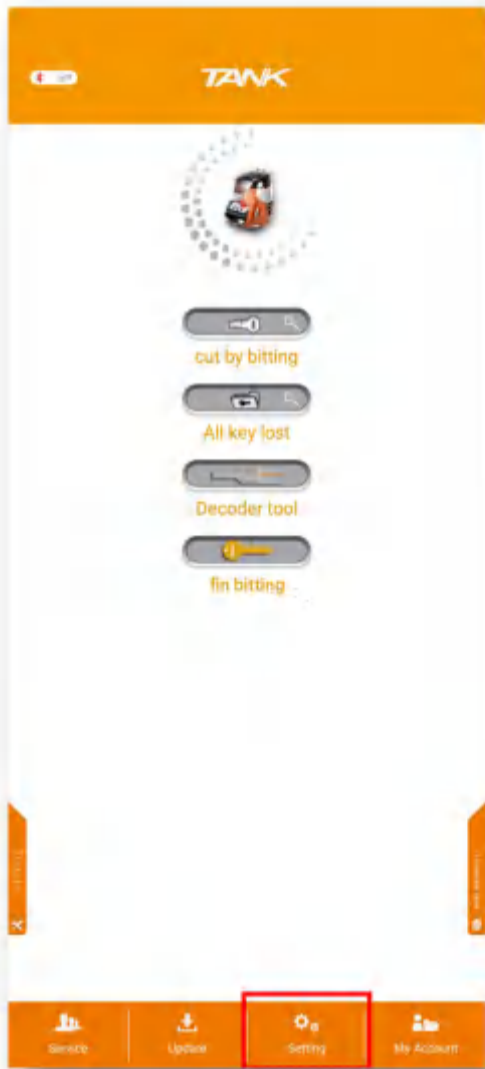 TANK
cut by bitting
All key lost
Decoder tool
fin bitting
Service
Update
Setting
My Account